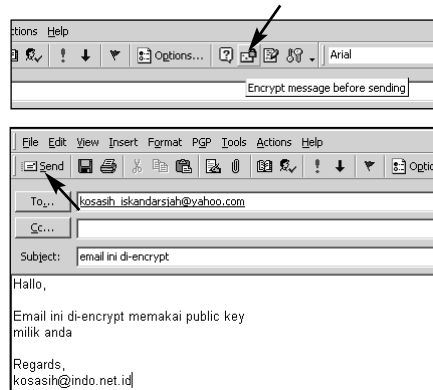 ctions Help
Options... Arial
Encrypt message before sending
File Edit View Insert Format PGP Tools Actions Help
Send Optio
To... kosasih_iskandarsjah@yahoo.com
Cc...
Subject: email ini di-encrypt
Hallo,
Email ini di-encrypt memakai public key
milik anda
Regards,
kosasih@indo.net.id